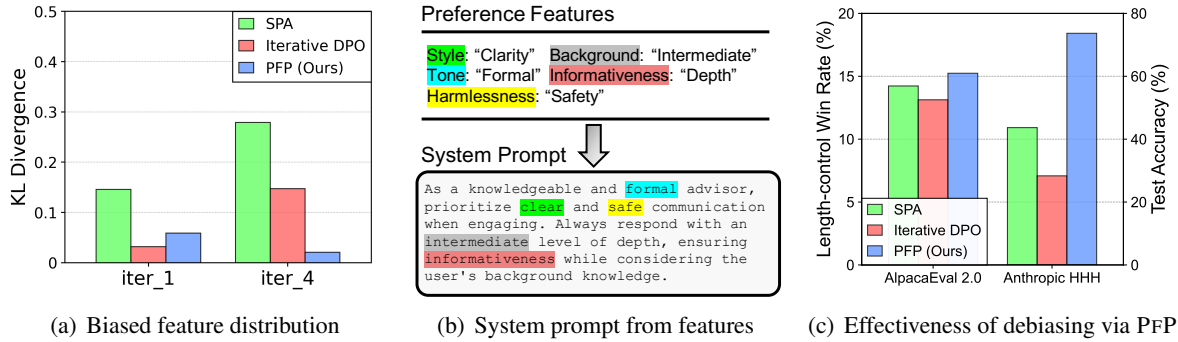 0.5
0.4
0.3
0.2
0.1
0
KL Divergence
SPA
Iterative DPO
PFP (Ours)
iter_1
iter_4
(a) Biased feature distribution
Preference Features
Style: “Clarity” Background: “Intermediate”
Tone: “Formal” Informativeness: “Depth”
Harmlessness: “Safety”
System Prompt
As a knowledgeable and formal advisor,
prioritize clear and safe communication
when engaging. Always respond with an
intermediate level of depth, ensuring
informativeness while considering the
user's background knowledge.
(b) System prompt from features
20
15
10
5
0
Length-control Win Rate (%)
SPA
Iterative DPO
PFP (Ours)
AlpacaEval 2.0
Anthropic HHH
80
60
40
20
0
Test Accuracy (%)
(c) Effectiveness of debiasing via PFP